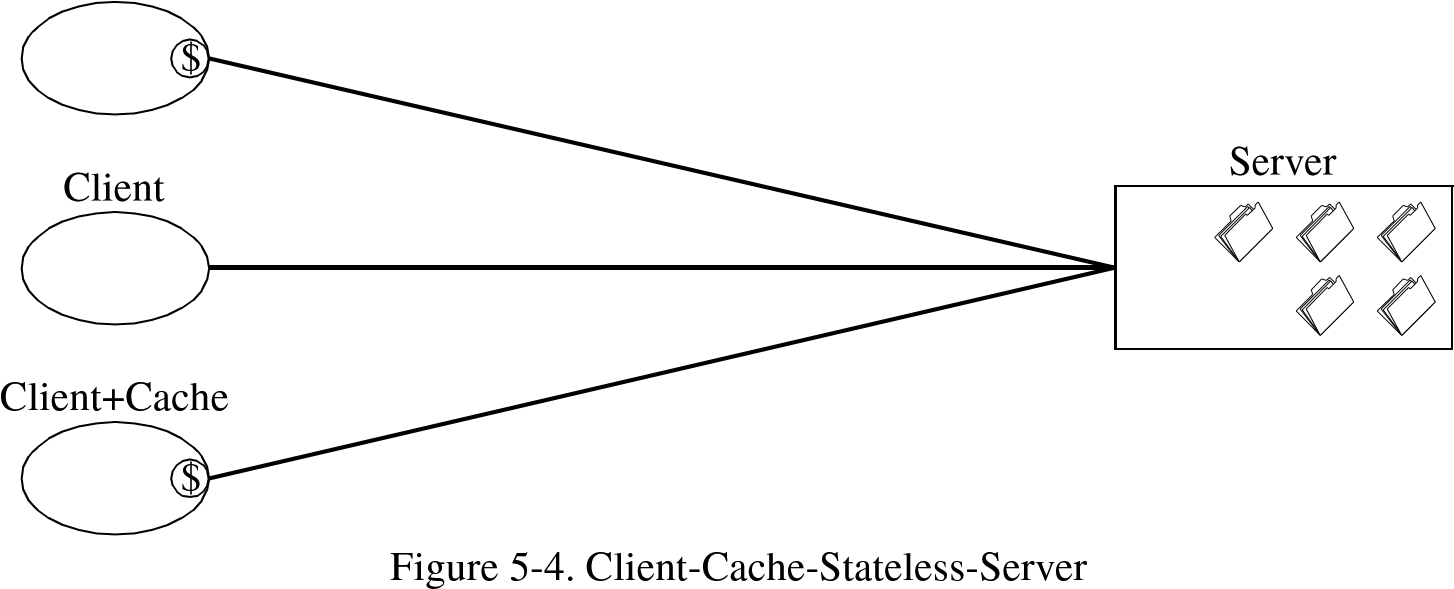 $
Server
Client
Client+Cache
$
Figure 5-4. Client-Cache-Stateless-Server